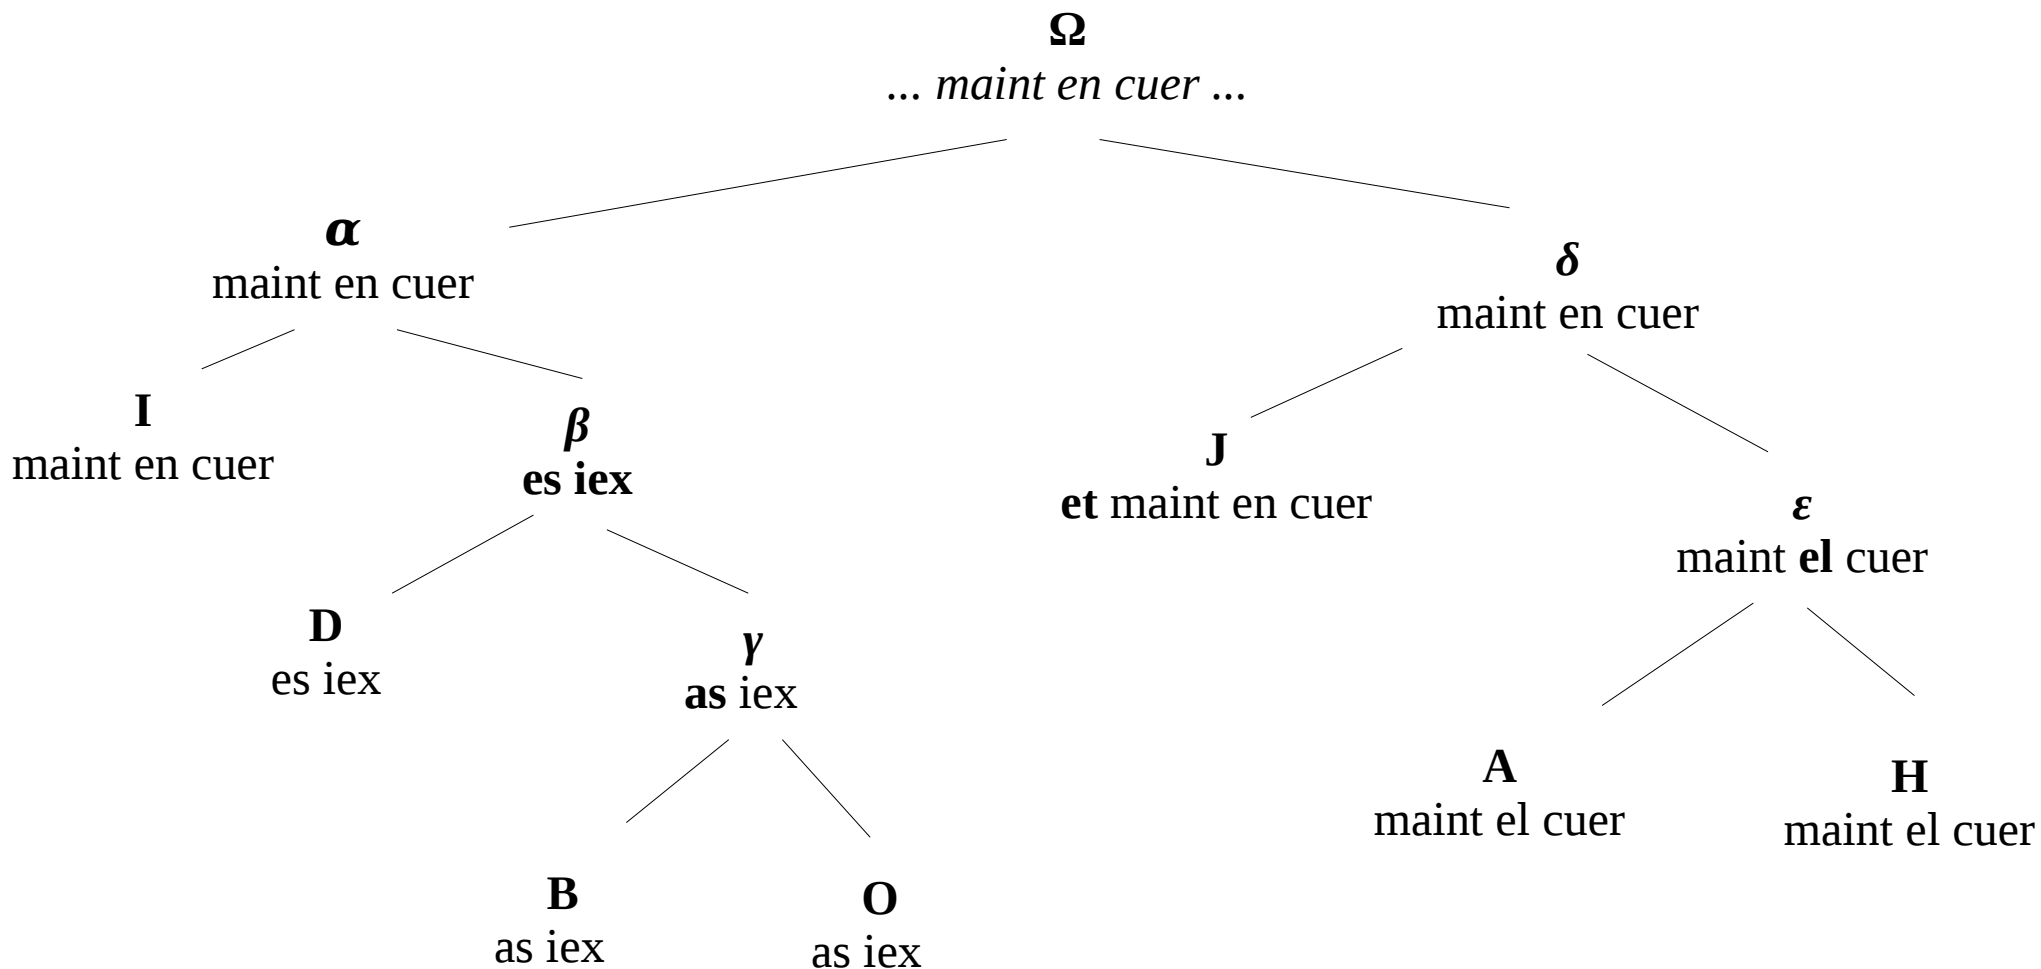 Ω
... maint en cuer ...
α
maint en cuer
δ
maint en cuer
I
maint en cuer
β
es iex
J
et maint en cuer
ε
maint el cuer
D
es iex
γ
as iex
A
maint el cuer
H
maint el cuer
B
as iex
O
as iex